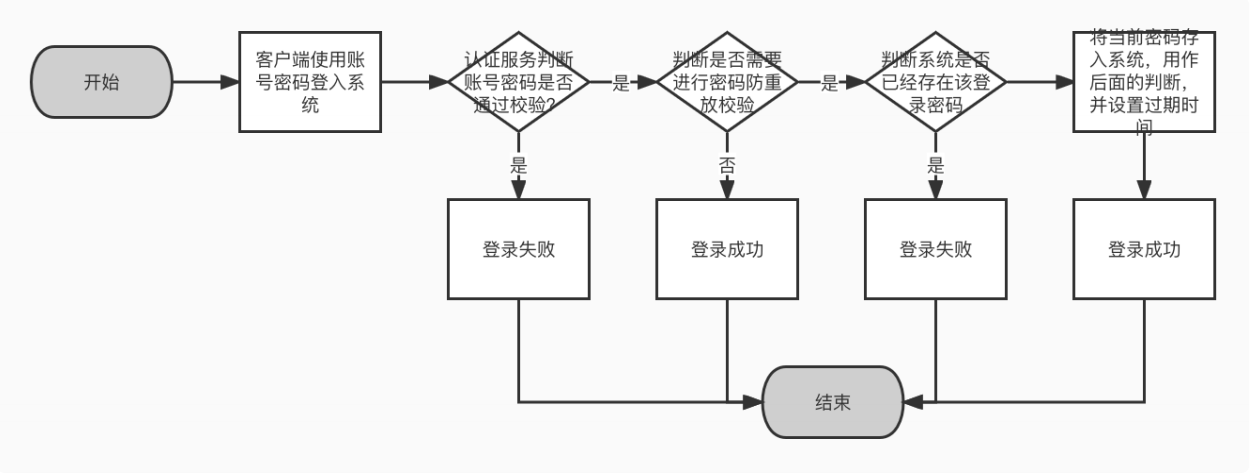 开始
客户端使用账
号密码登入系
统
认证服务判断
账号密码是否
通过校验?
是
判断是否需要
进行密码防重
放校验
是
判断系统是否
已经存在该登
录密码
将当前密码存
入系统，用作
后面的判断，
并设置过期时
间
是
否
是
登录失败
登录成功
登录失败
登录成功
结束